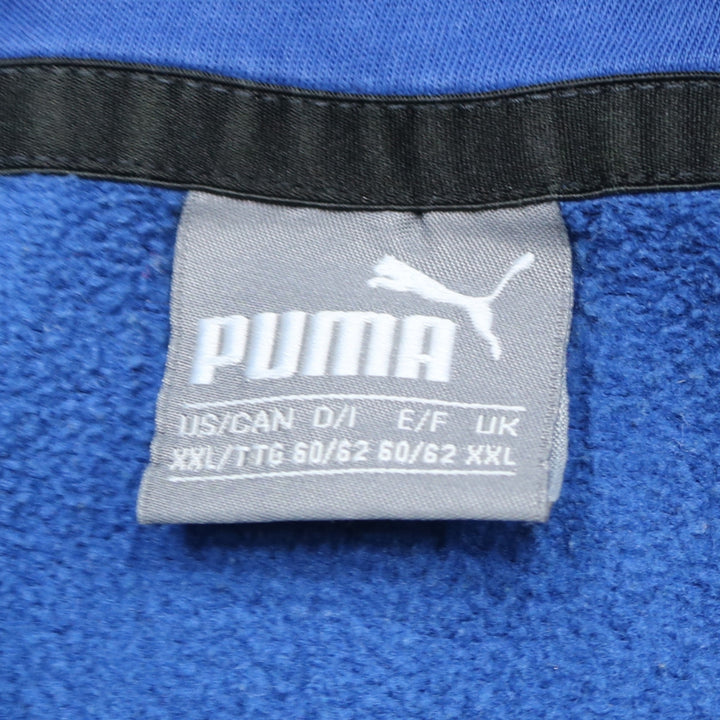 PUMA
US/CAN D/I E/F UK
XXL/TTG 60/62 60/62 XXL